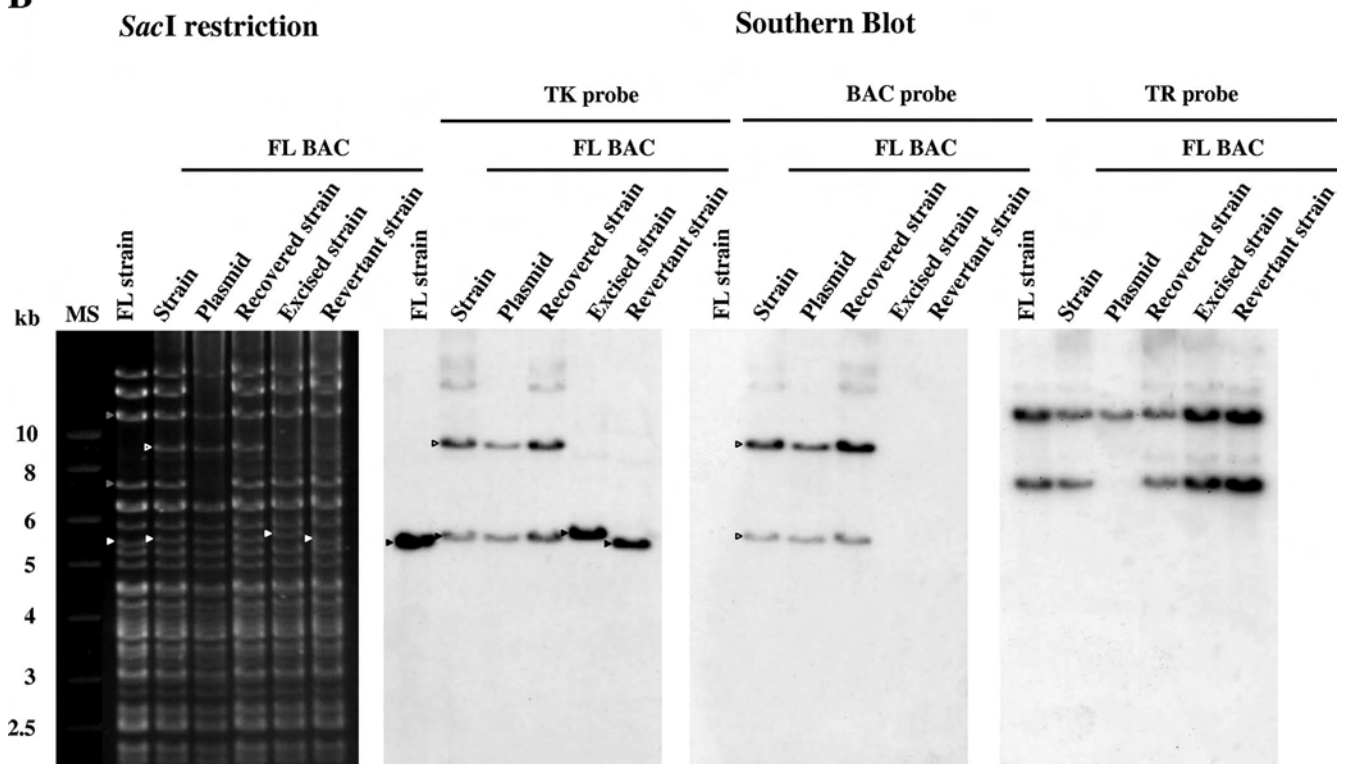 B
SacI restriction
Southern Blot
TK probe
BAC probe
TR probe
FL BAC
FL BAC
FL BAC
FL BAC
kb
MS
FL strain
Strain
Plasmid
Recovered strain
Excised strain
Revertant strain
FL strain
Strain
Plasmid
Recovered strain
Excised strain
Revertant strain
FL strain
Strain
Plasmid
Recovered strain
Excised strain
Revertant strain
FL strain
Strain
Plasmid
Recovered strain
Excised strain
Revertant strain
10
8
6
5
4
3
2.5